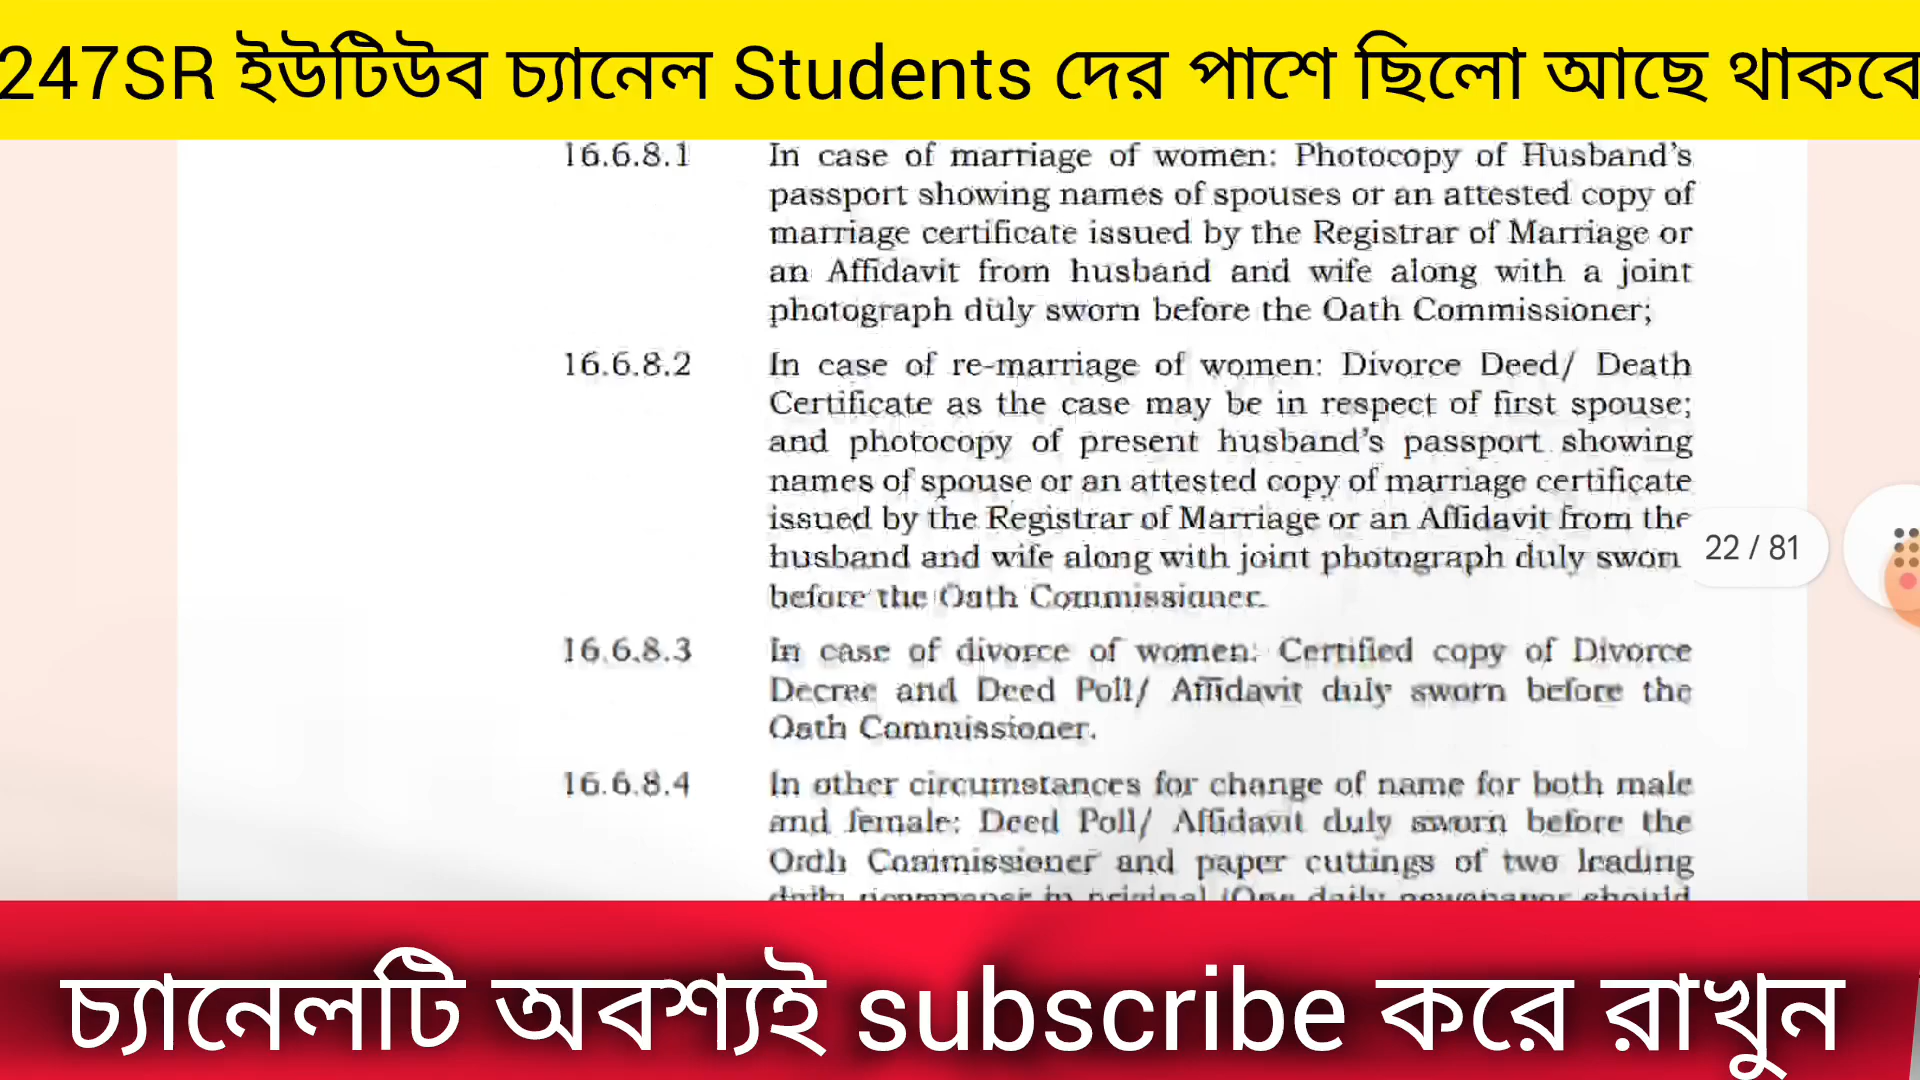 247SR ইউটিউব চ্যানেল Students দের পাশে ছিলো আছে থাকবে
16.6.8.1 In case of marriage of women: Photocopy of Husband's
passport showing names of spouses or an attested copy of
marriage certificate issued by the Registrar of Marriage or
an Affidavit from husband and wife along with a joint
photograph duly sworn before the Oath Commissioner;
16.6.8.2 In case of re-marriage of women: Divorce Deed/ Death
Certificate as the case may be in respect of first spouse;
and photocopy of present husband's passport showing
names of spouse or an attested copy of marriage certificate
issued by the Registrar of Marriage or an Affidavit from the
husband and wife along with joint photograph duly sworn
before the Oath Commissioner.
22 / 81
16.6.8.3 In case of divorce of women: Certified copy of Divorce
Decree and Deed Poll/ Affidavit duly sworn before the
Oath Commissioner.
16.6.8.4 In other circumstances for change of name for both male
and female: Deed Poll/ Affidavit duly sworn before the
Oath Commissioner and paper cuttings of two leading
daily newspaper in original (One daily newspaper should
চ্যানেলটি অবশ্যই subscribe করে রাখুন